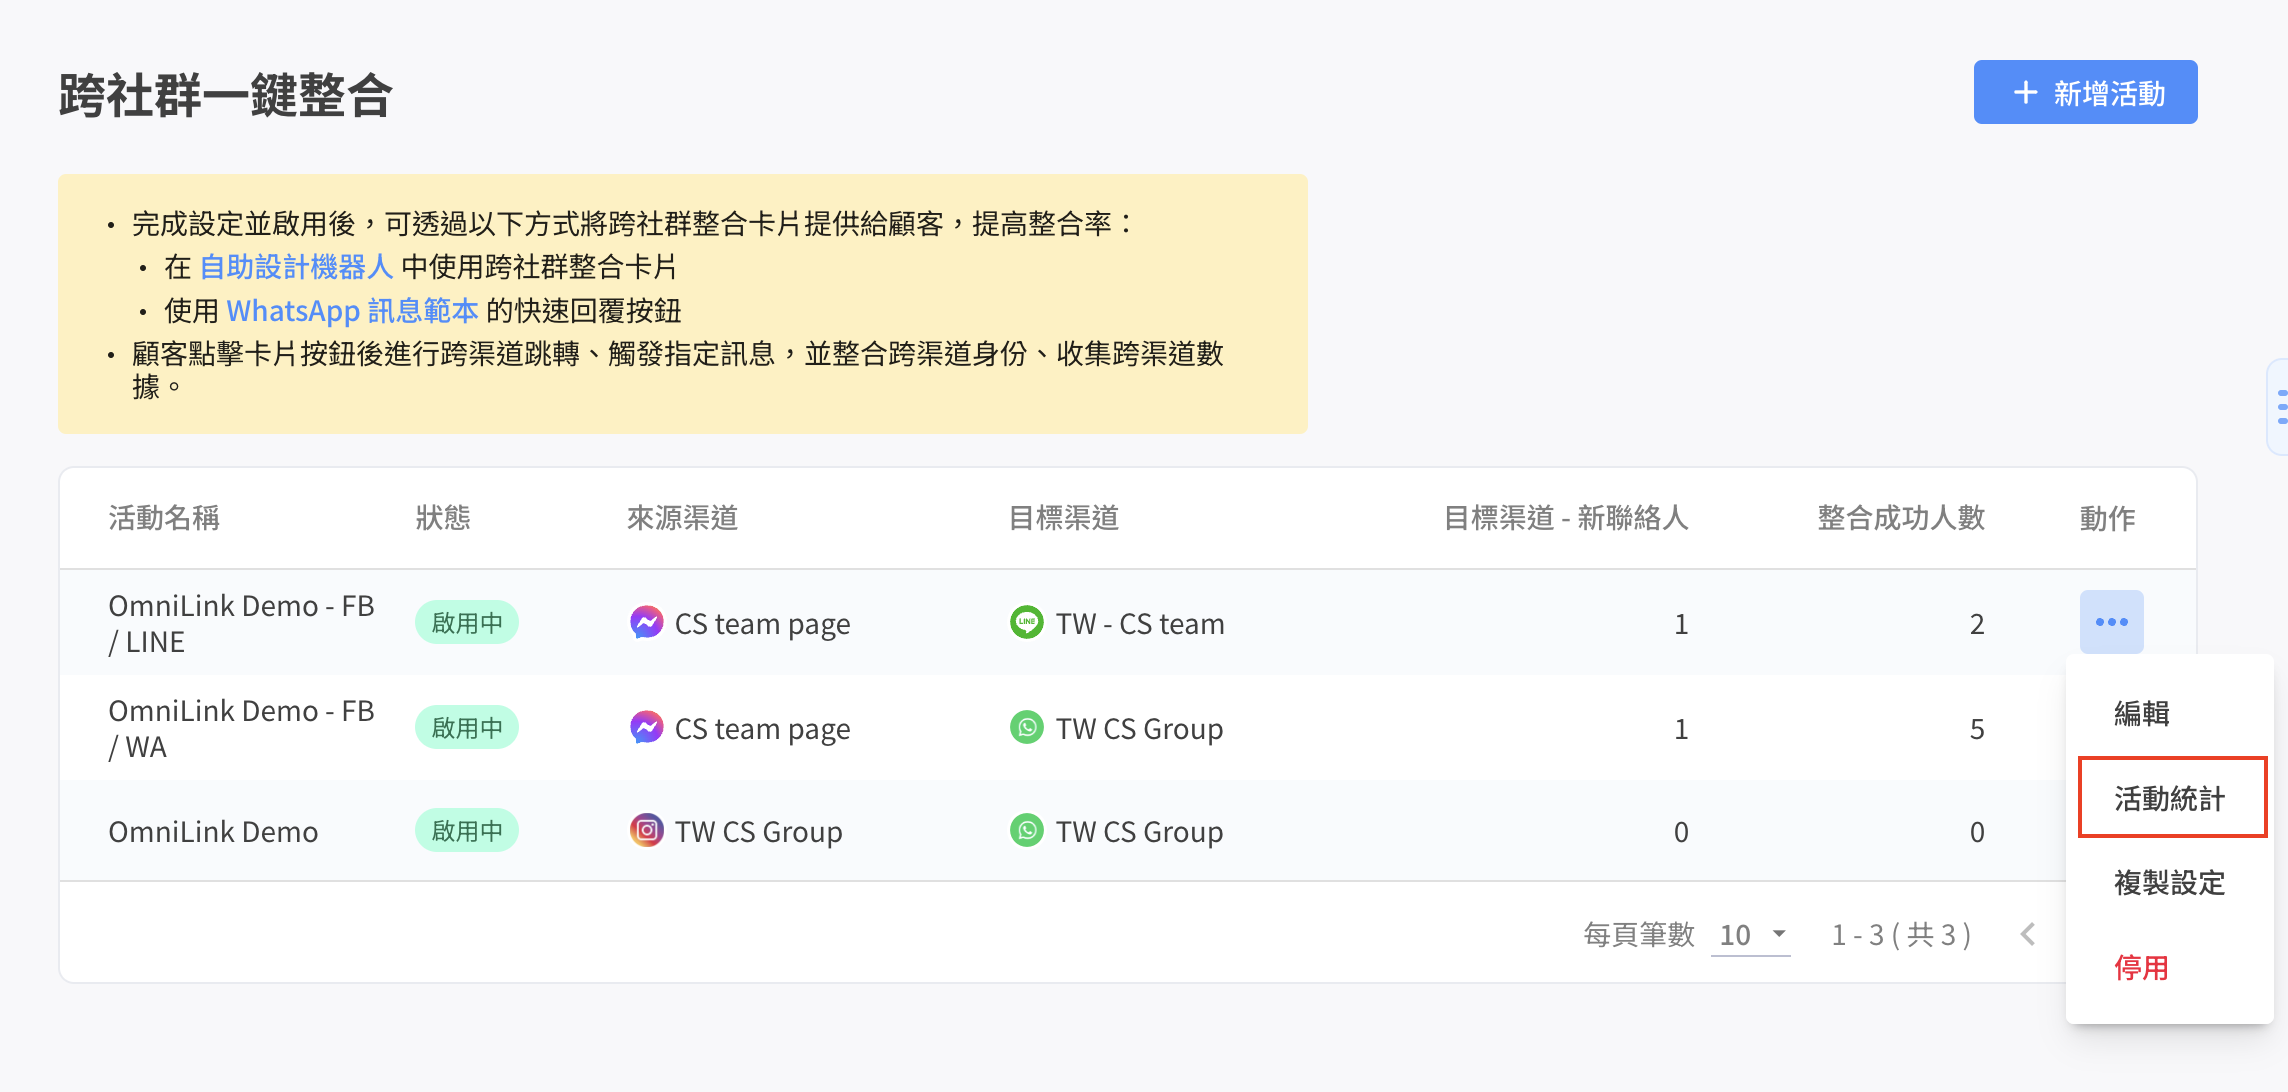 跨社群一鍵整合
+ 新增活動
• 完成設定並啟用後，可透過以下方式將跨社群整合卡片提供給顧客，提高整合率：
• 在 自助設計機器人 中使用跨社群整合卡片
• 使用 WhatsApp 訊息範本 的快速回覆按鈕
• 顧客點擊卡片按鈕後進行跨渠道跳轉、觸發指定訊息，並整合跨渠道身份、收集跨渠道數
據。
活動名稱 狀態 來源渠道 目標渠道 目標渠道 - 新聯絡人 整合成功人數 動作
OmniLink Demo - FB
/ LINE 啟用中 CS team page LINE TW - CS team 1 2
OmniLink Demo - FB
/ WA 啟用中 CS team page TW CS Group 1 5
OmniLink Demo 啟用中 TW CS Group TW CS Group 0 0
編輯
活動統計
複製設定
停用
每頁筆數 10 1 - 3 ( 共 3 )